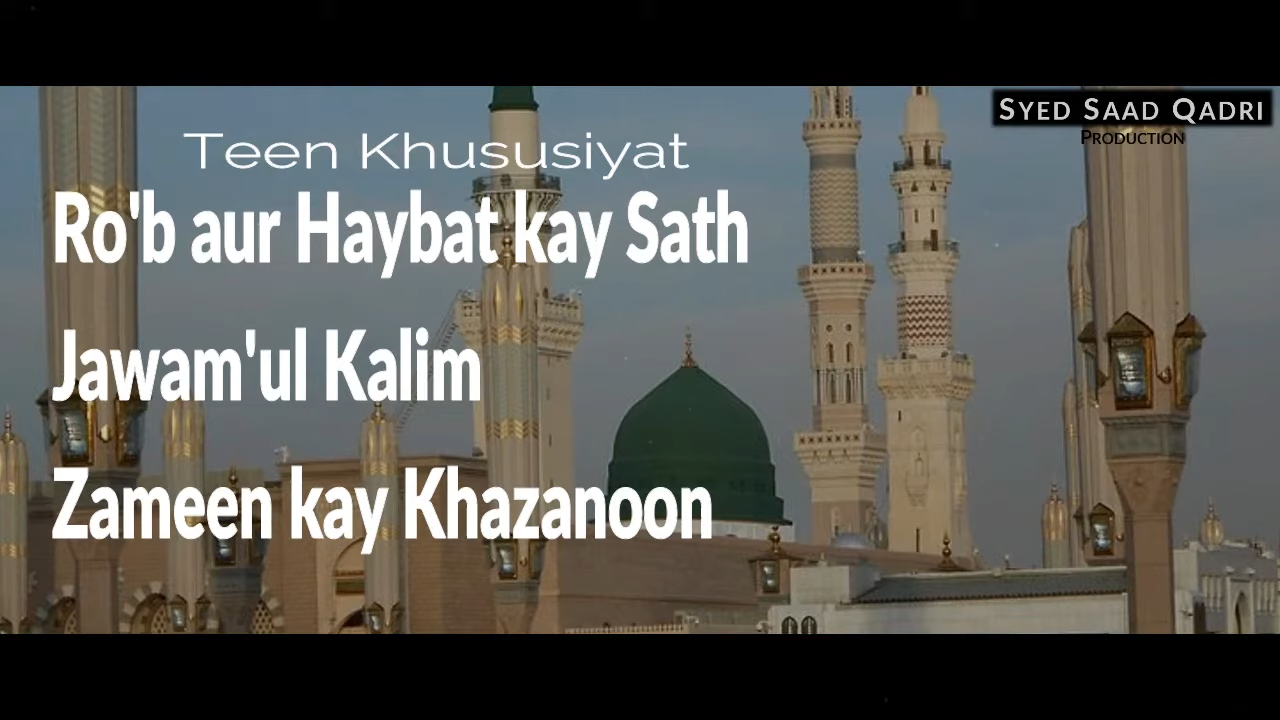 Teen Khususiyat
Ro'b aur Haybat kay Sath
Jawam'ul Kalim
Zameen kay Khazanoon
Syed Saad Qadri
Production